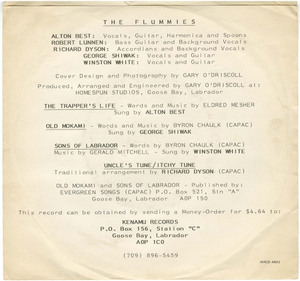 THE FLUMMIES
ALTON BEST: Vocals, Guitar, Harmonica and Spoons
ROBERT LUNNEN: Bass Guitar and Background Vocals
RICHARD DYSON: Accordians and Background Vocals
GEORGE SHIWAK: Vocals and Guitar
WINSTON WHITE: Vocals and Guitar
Cover Design and Photography by GARY O'DRISCOLL
Produced, Arranged and Engineered by GARY O'DRISCOLL at:
HOMESPUN STUDIOS, Goose Bay, Labrador
THE TRAPPER'S LIFE - Words and Music by ELDRED MESHER
Sung by ALTON BEST
OLD MOKAMI - Words and Music by BYRON CHAULK (CAPAC)
Sung by GEORGE SHIWAK
SONS OF LABRADOR - Words by BYRON CHAULK (CAPAC)
Music by GERALD MITCHELL - Sung by WINSTON WHITE
UNCLE'S TUNE/ITCHY TUNE
Traditional arrangement by RICHARD DYSON (CAPAC)
OLD MOKAMI and SONS OF LABRADOR - Published by:
EVERGREEN SONGS (CAPAC) P.O. Box 521, Stn "A"
Goose Bay, Labrador A0P 1S0
This record can be obtained by sending a Money-Order for $4.64 to:
KENAMU RECORDS
P.O. Box 156, Station "C"
Goose Bay, Labrador
A0P 1C0
(709) 896-5459